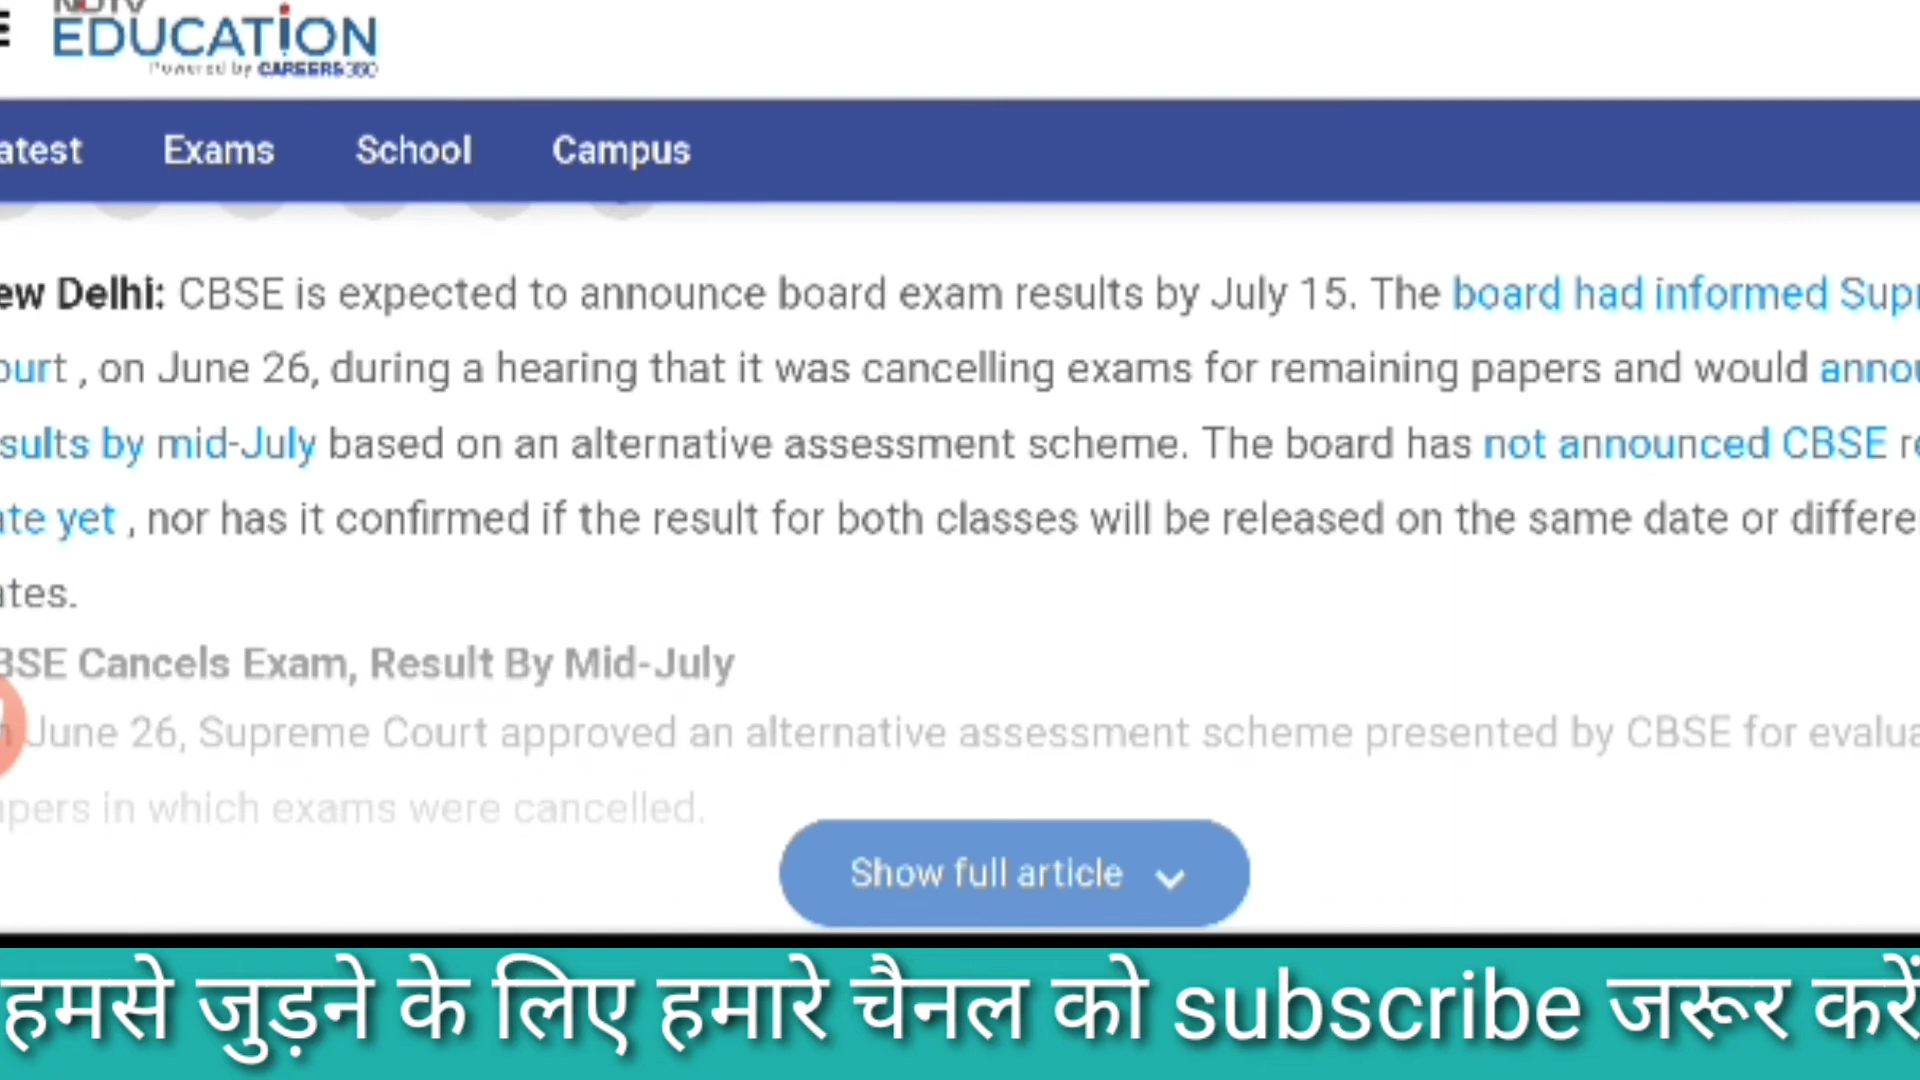 NDTV
EDUCATION
Powered by CAREERS360
atest Exams School Campus
ew Delhi: CBSE is expected to announce board exam results by July 15. The board had informed Supr
ourt , on June 26, during a hearing that it was cancelling exams for remaining papers and would annou
sults by mid-July based on an alternative assessment scheme. The board has not announced CBSE re
ate yet , nor has it confirmed if the result for both classes will be released on the same date or differe
ates.
BSE Cancels Exam, Result By Mid-July
n June 26, Supreme Court approved an alternative assessment scheme presented by CBSE for evalua
apers in which exams were cancelled.
Show full article
हमसे जुड़ने के लिए हमारे चैनल को subscribe जरूर करें